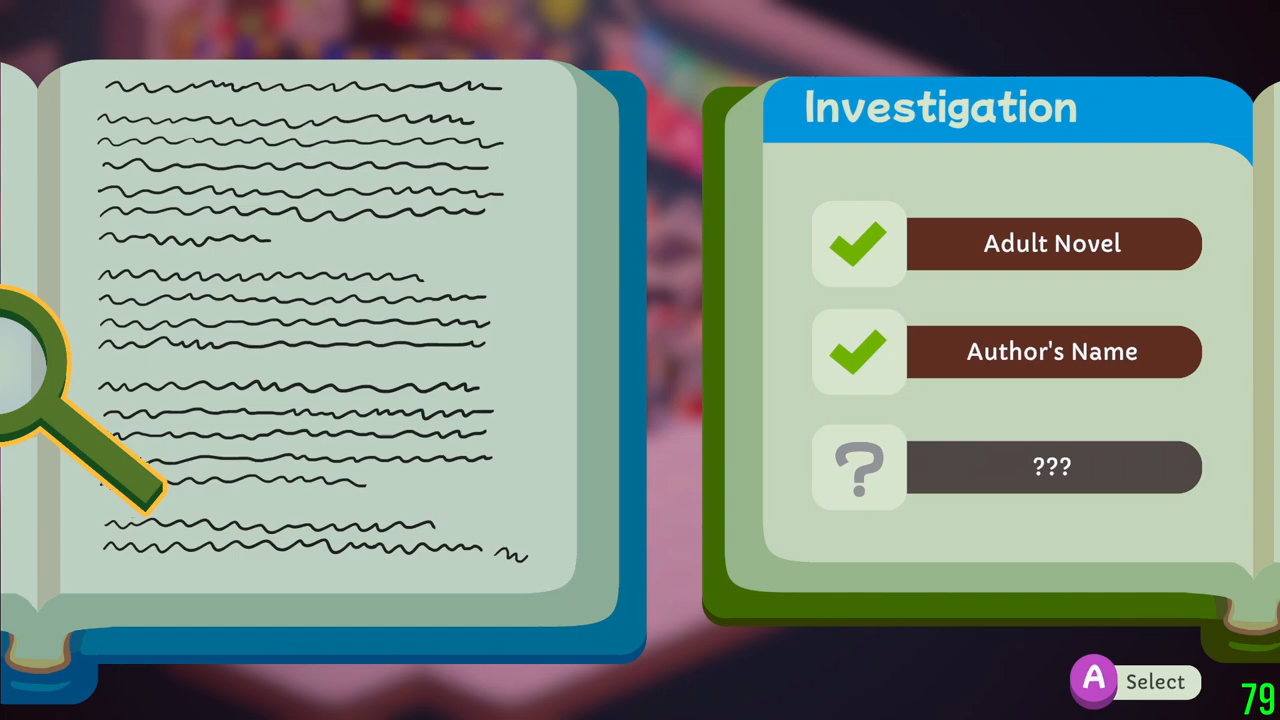 Investigation
Adult Novel
Author's Name
???
A Select
79